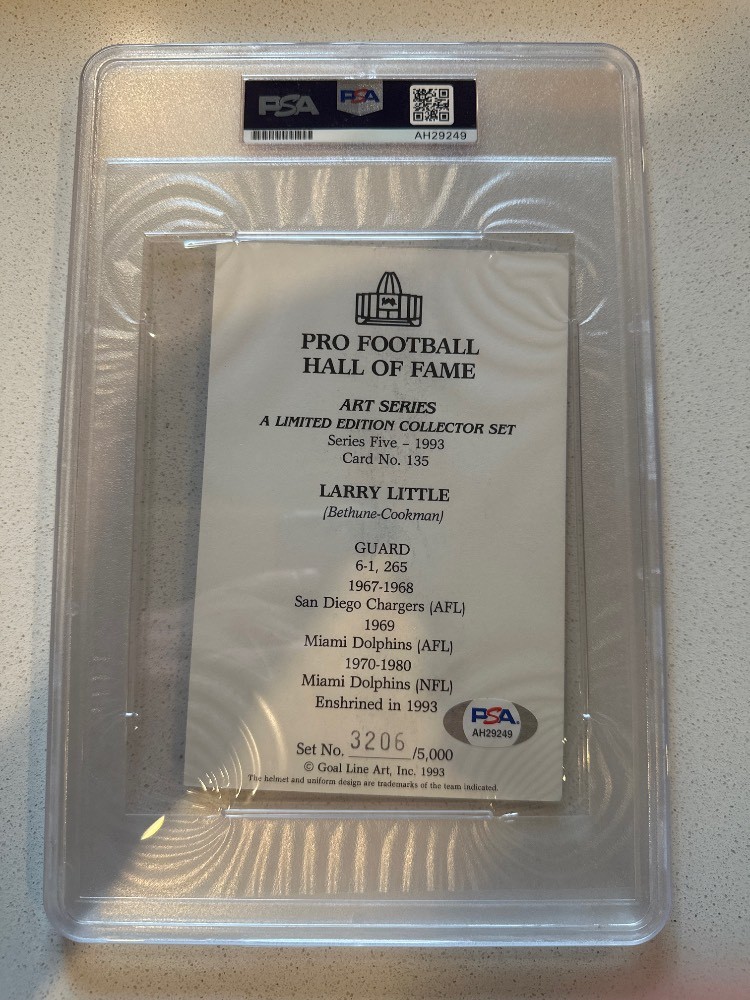 PSA
PSA
AH29249
PRO FOOTBALL
HALL OF FAME
ART SERIES
A LIMITED EDITION COLLECTOR SET
Series Five – 1993
Card No. 135
LARRY LITTLE
(Bethune-Cookman)
GUARD
6-1, 265
1967-1968
San Diego Chargers (AFL)
1969
Miami Dolphins (AFL)
1970-1980
Miami Dolphins (NFL)
Enshrined in 1993
PSA.
AH29249
Set No. 3206/5,000
© Goal Line Art, Inc. 1993
The helmet and uniform design are trademarks of the team indicated.